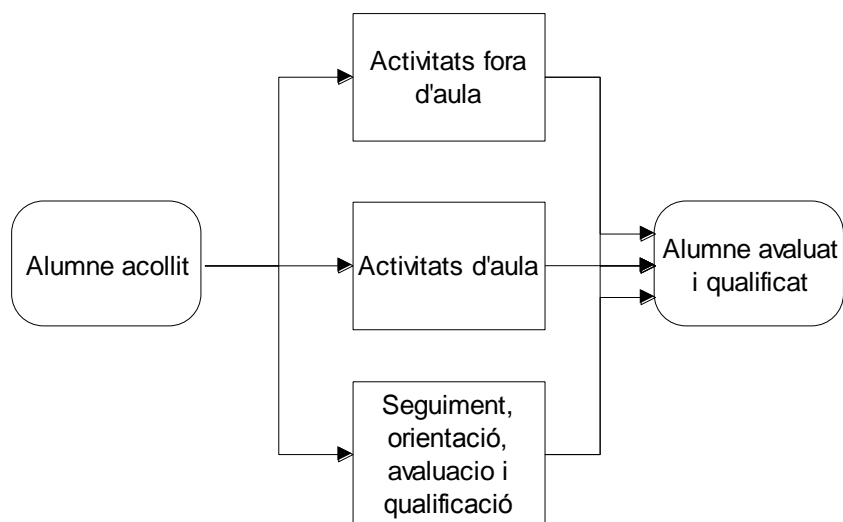 Activitats fora
d'aula
Alumne acollit
Activitats d'aula
Alumne avaluat
i qualificat
Seguiment,
orientació,
avaluacio i
qualificació